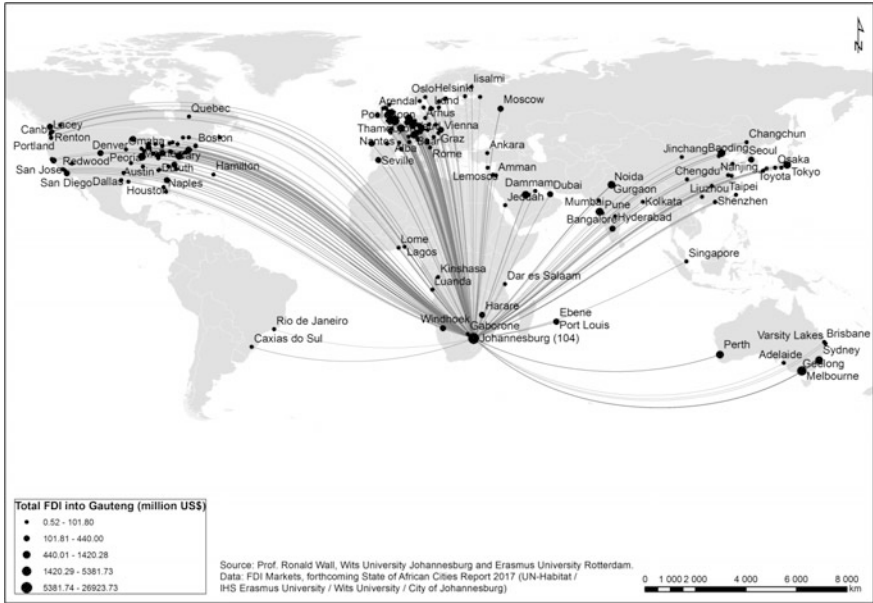 Iisalmi
Oslo Helsinki
Arendal Lund
Moscow
Arhus
Quebec
Lacey
Renton
Portland
Boston
Omaha
Denver
Peoria
Redwood
San Jose
San Diego
Dallas
Austin
Houston
Duluth
Naples
Hamilton
Vienna
Graz
Nantes
Alba
Rome
Seville
Ankara
Amman
Lemosos
Jeddah
Dammam
Dubai
Changchun
Jinchang
Baoding
Seoul
Osaka
Tokyo
Toyota
Chengdu
Nanjing
Liuzhou
Taipei
Shenzhen
Noida
Gurgaon
Mumbai
Pune
Kolkata
Bangalore
Hyderabad
Singapore
Lome
Lagos
Kinshasa
Luanda
Dar es Salaam
Harare
Windhoek
Gaborone
Johannesburg (104)
Ebene
Port Louis
Rio de Janeiro
Caxias do Sul
Varsity Lakes
Brisbane
Perth
Adelaide
Sydney
Geelong
Melbourne
Total FDI into Gauteng (million US$)
0.52 - 101.80
101.81 - 440.00
440.01 - 1420.28
1420.29 - 5381.73
5381.74 - 26923.73
Source: Prof. Ronald Wall, Wits University Johannesburg and Erasmus University Rotterdam.
Data: FDI Markets, forthcoming State of African Cities Report 2017 (UN-Habitat /
IHS Erasmus University / Wits University / City of Johannesburg)
0 1 000 2 000 4 000 6 000 8 000
km